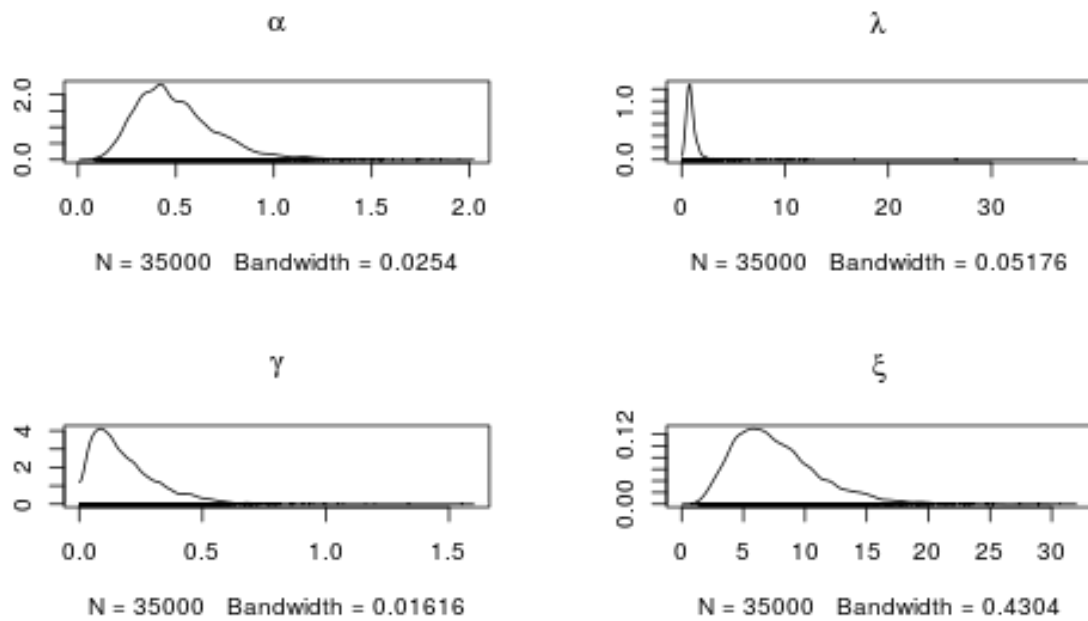 α
2.0
0.0
0.0 0.5 1.0 1.5 2.0
N = 35000 Bandwidth = 0.0254
λ
1.0
0.0
0 10 20 30
N = 35000 Bandwidth = 0.05176
γ
4
2
0
0.0 0.5 1.0 1.5
N = 35000 Bandwidth = 0.01616
ξ
0.12
0.00
0 5 10 15 20 25 30
N = 35000 Bandwidth = 0.4304